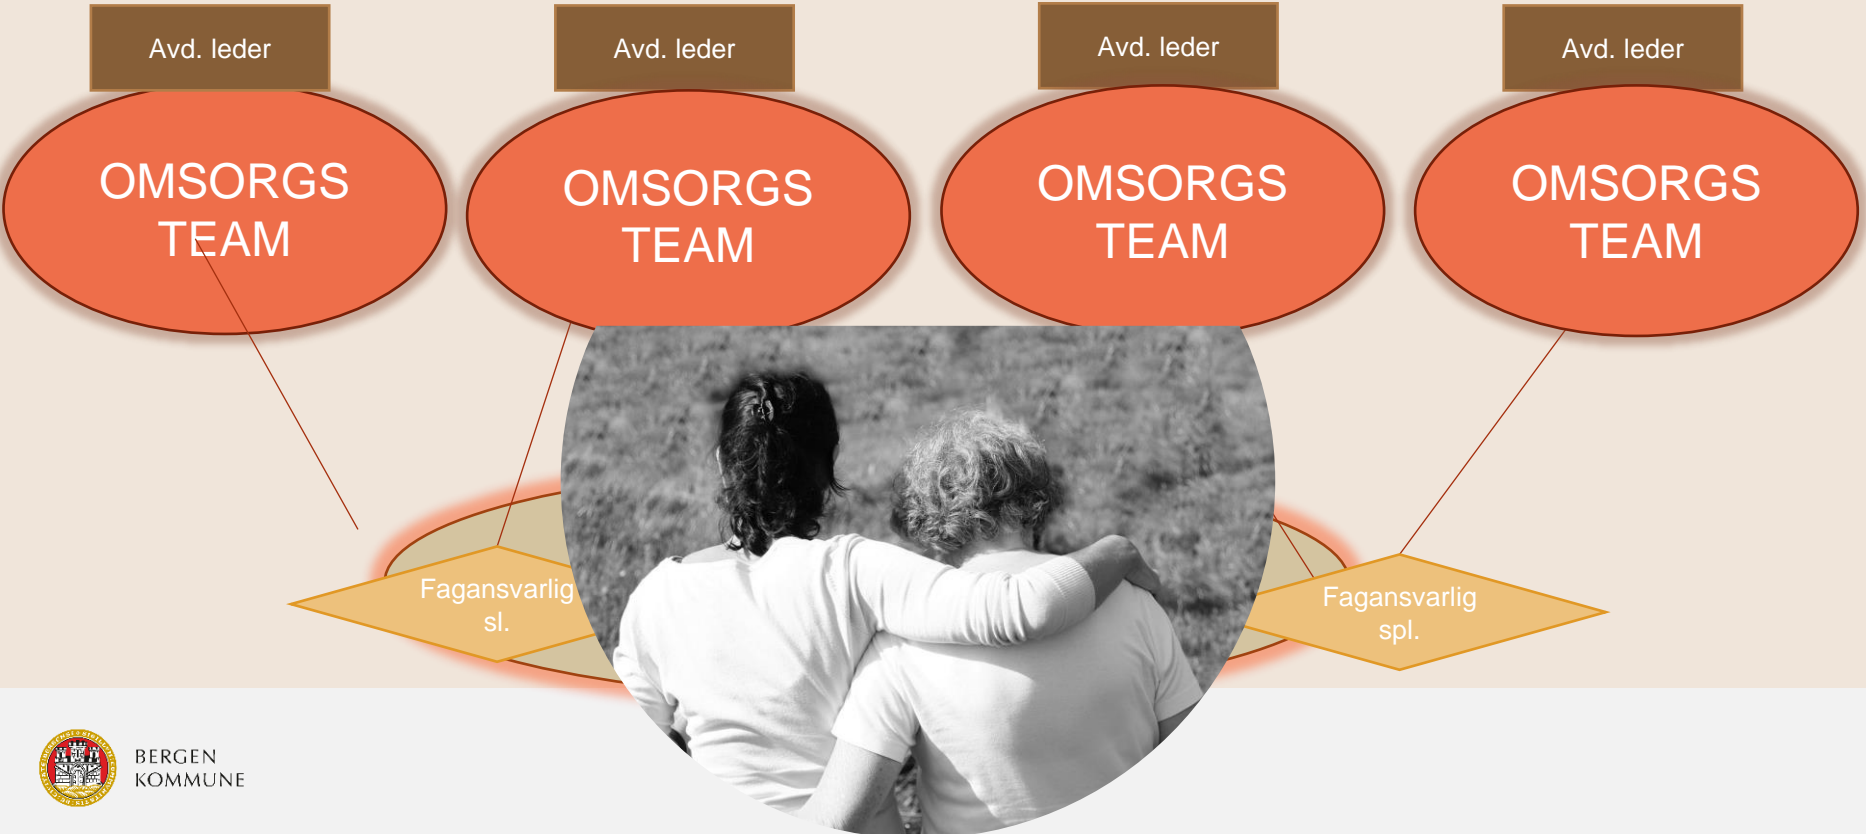 Avd. leder
Avd. leder
Avd. leder
Avd. leder
OMSORGS
TEAM
OMSORGS
TEAM
OMSORGS
TEAM
OMSORGS
TEAM
Fagansvarlig
sl.
Fagansvarlig
spl.
BERGEN
KOMMUNE